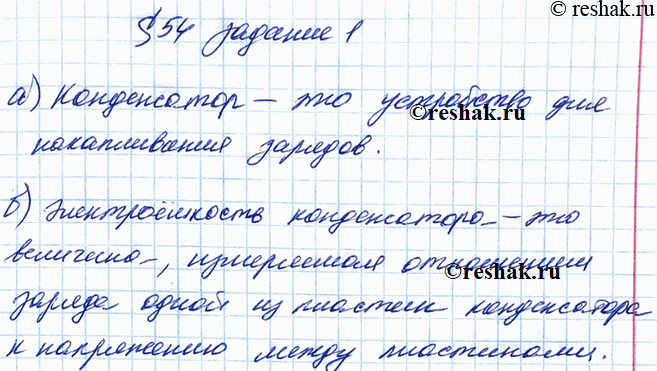 © reshak.ru
§54 задание 1
а) Конденсатор – это устройство для
©reshak.ru
накапливания зарядов.
б) Электроёмкость конденсатора – это
величина, измеряемая отношением
©reshak.ru
заряда одной из пластин конденсатора
к напряжению между пластинами.